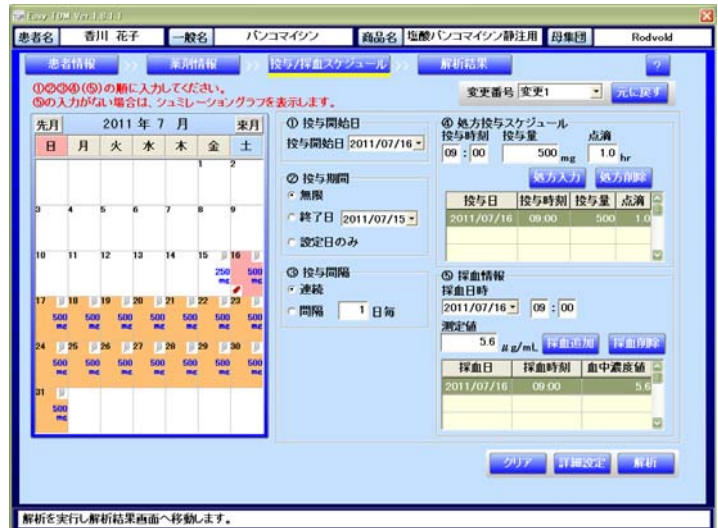 Easy TDM Ver1.0.1.1
患者名 香川 花子 一般名 バンコマイシン 商品名 塩酸バンコマイシン静注用 母集団 Rodvold
患者情報 >> 薬剤情報 >> 投与/採血スケジュール >> 解析結果 ?
①②③④(⑤)の順に入力してください。
⑤の入力がない場合は、シュミレーショングラフを表示します。
変更番号 変更1 元に戻す
先月 2011 年 7 月 来月
日 月 火 水 木 金 土
1 2
3 4 5 6 7 8 9
10 11 12 13 14 15 16
250 mg 500 mg
17 18 19 20 21 22 23
500 mg 500 mg 500 mg 500 mg 500 mg 500 mg 500 mg
24 25 26 27 28 29 30
500 mg 500 mg 500 mg 500 mg 500 mg 500 mg 500 mg
31
500 mg
① 投与開始日
投与開始日 2011/07/16
② 投与期間
無限
終了日 2011/07/15
設定日のみ
③ 投与間隔
連続
間隔 1 日毎
④ 処方投与スケジュール
投与時刻 投与量 点滴
09 : 00 500 mg 1.0 hr
処方入力 処方削除
投与日 投与時刻 投与量 点滴
2011/07/16 09:00 500 1.0
⑤ 採血情報
採血日時
2011/07/16 09 : 00
測定値
5.6 μg/mL 採血追加 採血削除
採血日 採血時刻 血中濃度値
2011/07/16 09:00 5.6
クリア 詳細設定 解析
解析を実行し解析結果画面へ移動します。